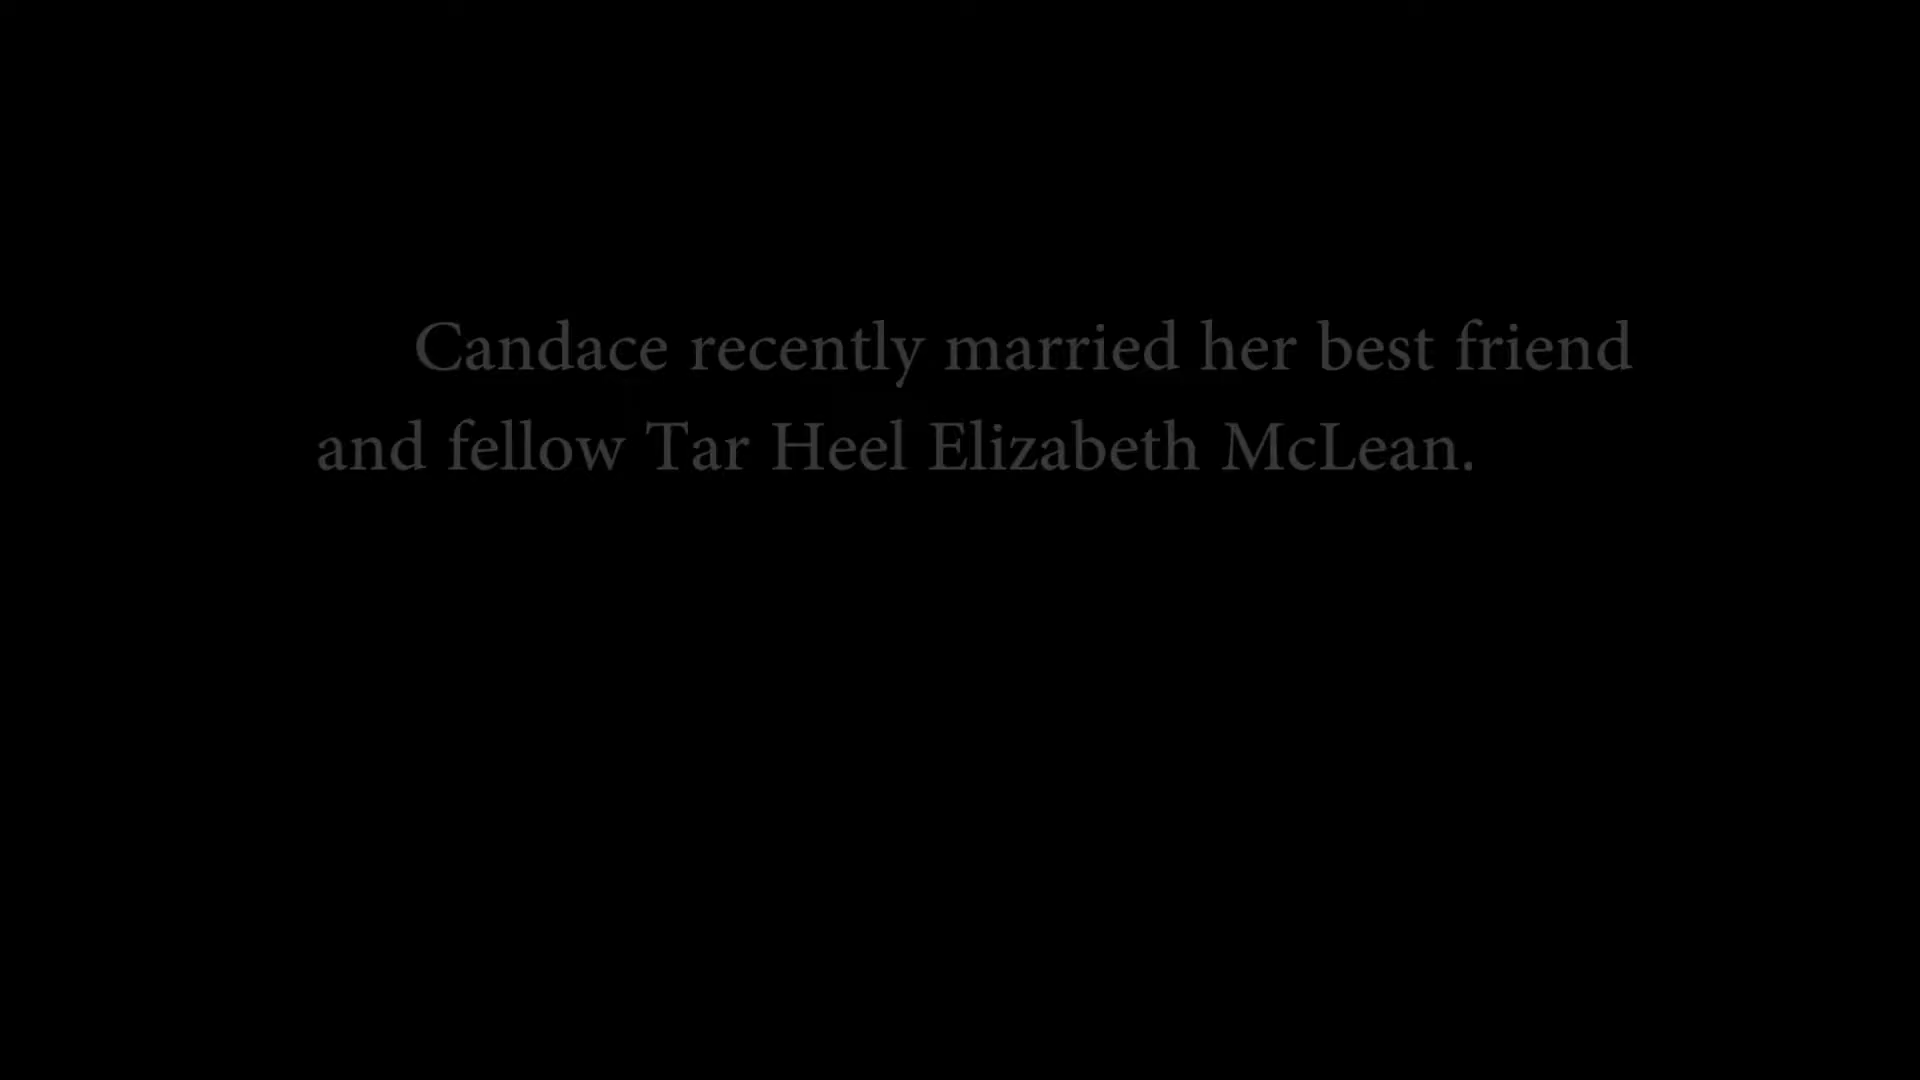 Candace recently married her best friend
and fellow Tar Heel Elizabeth McLean.